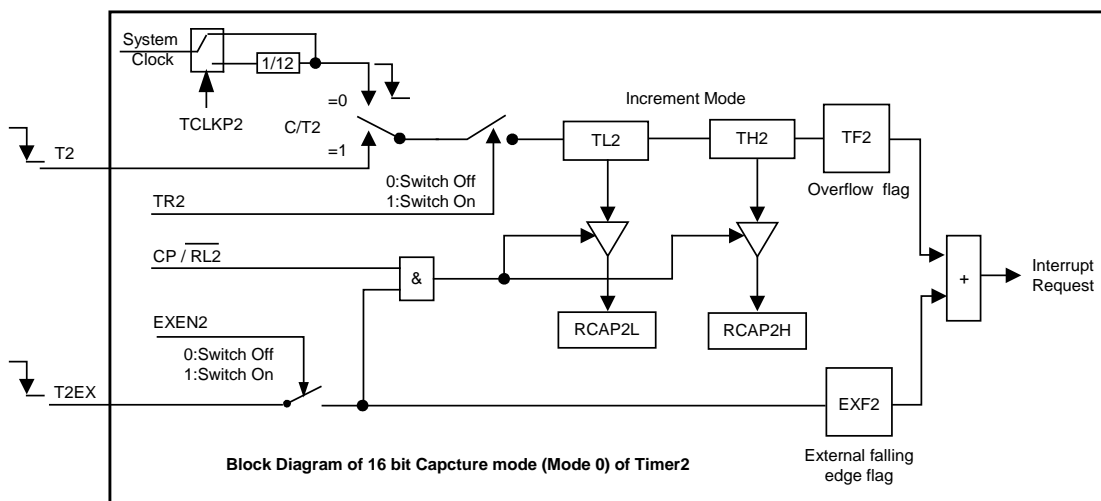 System
Clock
1/12
TCLKP2
=0
C/T2
=1
T2
Increment Mode
TL2
TH2
TF2
Overflow flag
0:Switch Off
1:Switch On
TR2
CP / RL2
&
+
Interrupt
Request
RCAP2L
RCAP2H
EXEN2
0:Switch Off
1:Switch On
T2EX
EXF2
External falling
edge flag
Block Diagram of 16 bit Capcture mode (Mode 0) of Timer2